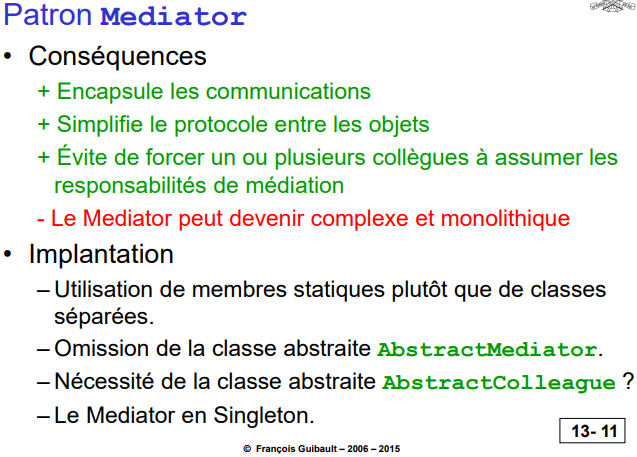 Patron Mediator
• Conséquences
+ Encapsule les communications
+ Simplifie le protocole entre les objets
+ Évite de forcer un ou plusieurs collègues à assumer les
responsabilités de médiation
- Le Mediator peut devenir complexe et monolithique
• Implantation
– Utilisation de membres statiques plutôt que de classes
séparées.
– Omission de la classe abstraite AbstractMediator.
– Nécessité de la classe abstraite AbstractColleague ?
– Le Mediator en Singleton.
13- 11
© François Guibault – 2006 – 2015